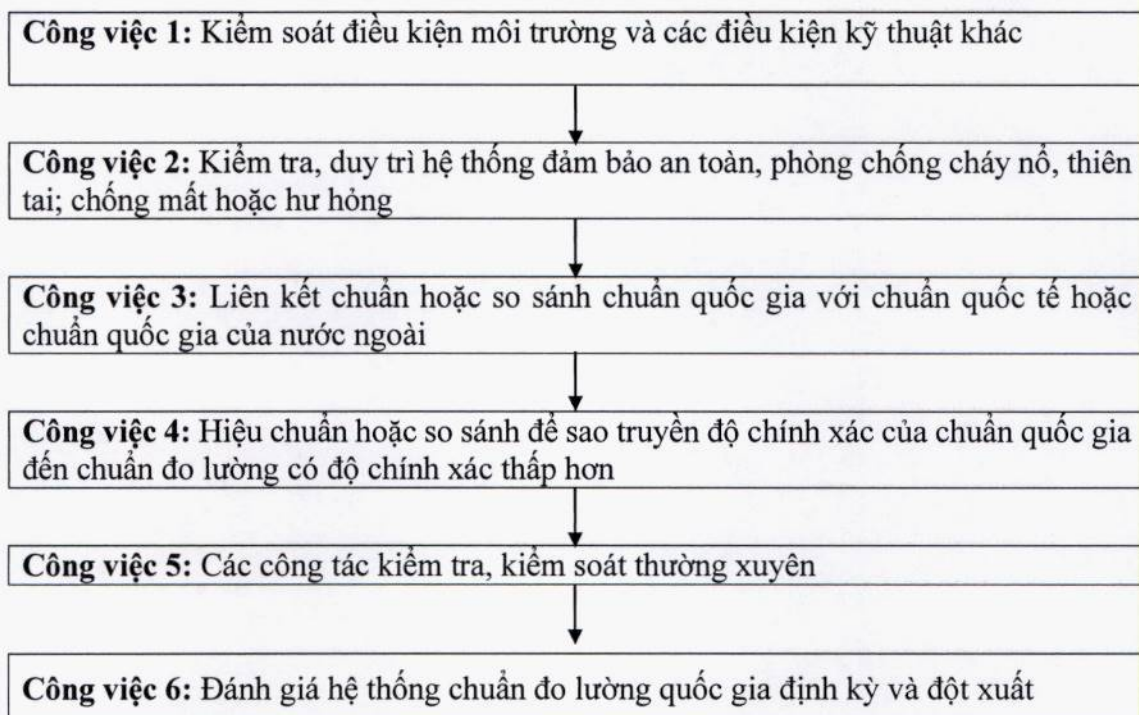 Công việc 1: Kiểm soát điều kiện môi trường và các điều kiện kỹ thuật khác
Công việc 2: Kiểm tra, duy trì hệ thống đảm bảo an toàn, phòng chống cháy nổ, thiên
tai; chống mất hoặc hư hỏng
Công việc 3: Liên kết chuẩn hoặc so sánh chuẩn quốc gia với chuẩn quốc tế hoặc
chuẩn quốc gia của nước ngoài
Công việc 4: Hiệu chuẩn hoặc so sánh để sao truyền độ chính xác của chuẩn quốc gia
đến chuẩn đo lường có độ chính xác thấp hơn
Công việc 5: Các công tác kiểm tra, kiểm soát thường xuyên
Công việc 6: Đánh giá hệ thống chuẩn đo lường quốc gia định kỳ và đột xuất